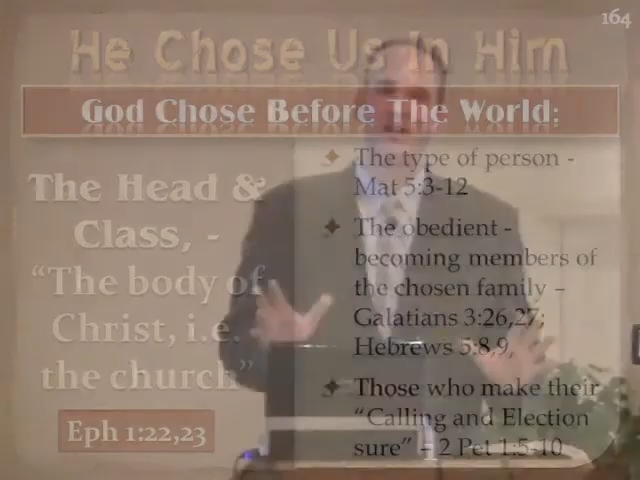 164
He Chose Us In Him
God Chose Before The World:
The Head &
Class, -
“The body of
Christ, i.e.
the church”
Eph 1:22,23
The type of person -
Mat 5:3-12
The obedient -
becoming members of
the chosen family –
Galatians 3:26,27;
Hebrews 5:8,9,
Those who make their
“Calling and Election
sure” – 2 Pet 1:5-10